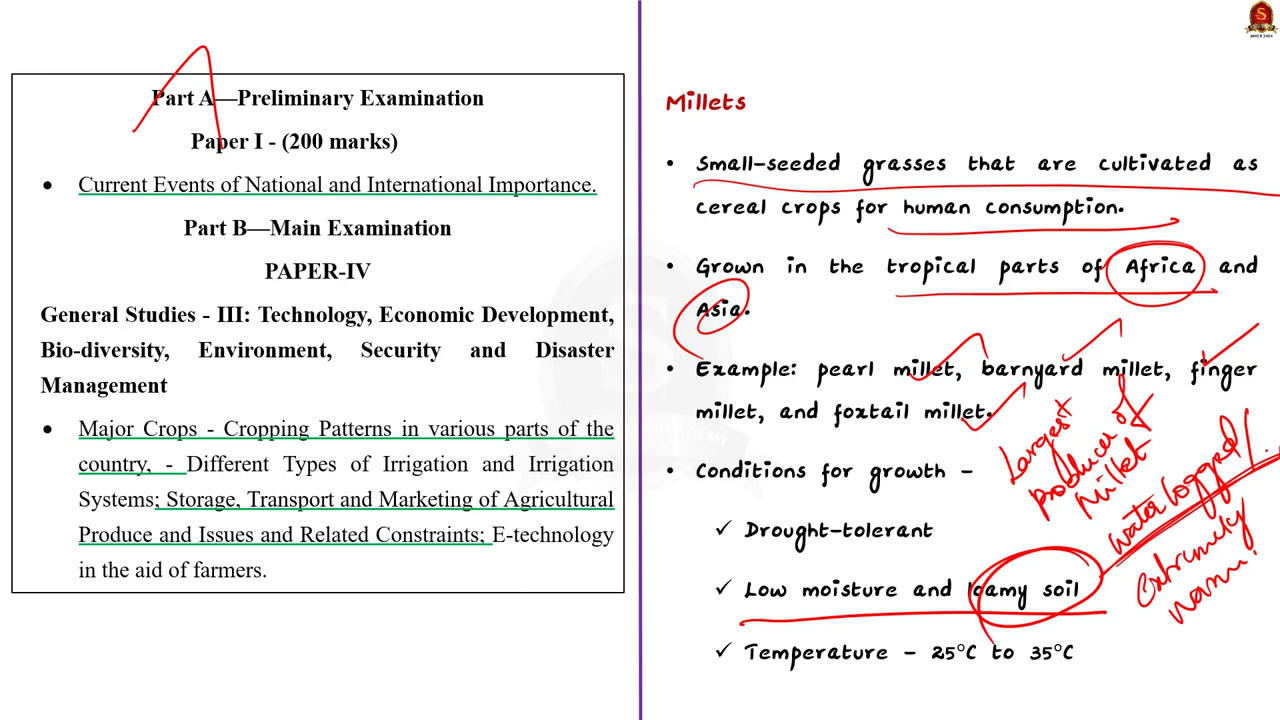 Part A—Preliminary Examination
Paper I - (200 marks)
• Current Events of National and International Importance.
Part B—Main Examination
PAPER-IV
General Studies - III: Technology, Economic Development,
Bio-diversity, Environment, Security and Disaster
Management
• Major Crops - Cropping Patterns in various parts of the
country, - Different Types of Irrigation and Irrigation
Systems; Storage, Transport and Marketing of Agricultural
Produce and Issues and Related Constraints; E-technology
in the aid of farmers.
Millets
• Small-seeded grasses that are cultivated as
cereal crops for human consumption.
• Grown in the tropical parts of Africa and
Asia.
• Example: pearl millet, barnyard millet, finger
millet, and foxtail millet.
• Conditions for growth –
✓ Drought-tolerant
✓ Low moisture and loamy soil
✓ Temperature – 25°C to 35°C
Largest
producer of
Millet
water logged
Extremely
warm
S
SINCE 2004
ACADEMY